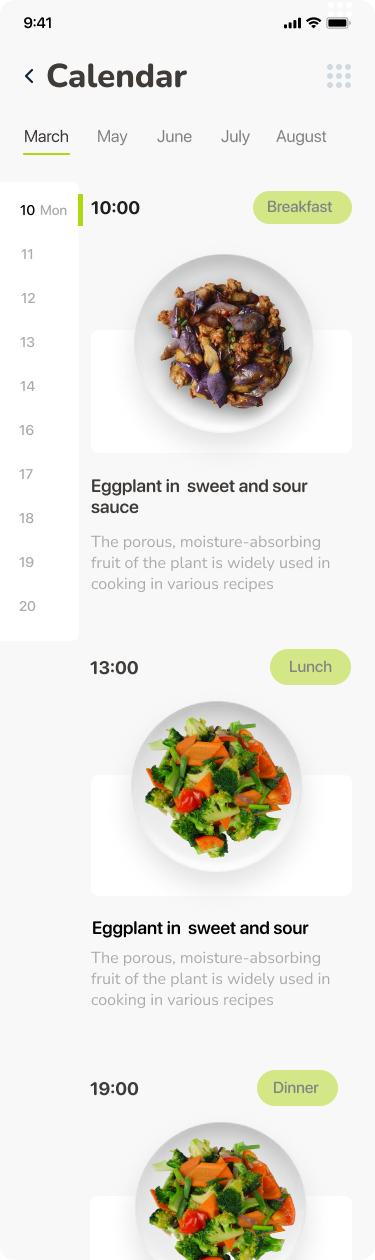 9:41
Calendar
March May June July August
10 Mon
11
12
13
14
16
17
18
19
20
10:00 Breakfast
Eggplant in sweet and sour
sauce
The porous, moisture-absorbing
fruit of the plant is widely used in
cooking in various recipes
13:00 Lunch
Eggplant in sweet and sour
The porous, moisture-absorbing
fruit of the plant is widely used in
cooking in various recipes
19:00 Dinner